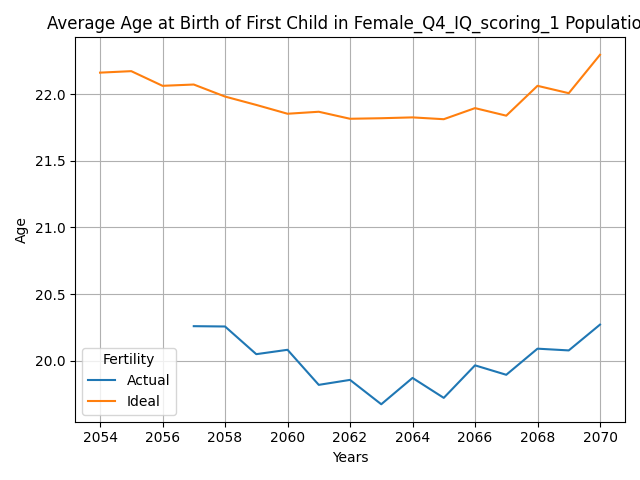 Average Age at Birth of First Child in Female_Q4_IQ_scoring_1 Populatio
22.0
21.5
21.0
20.5
20.0
Age
Fertility
Actual
Ideal
2054 2056 2058 2060 2062 2064 2066 2068 2070
Years